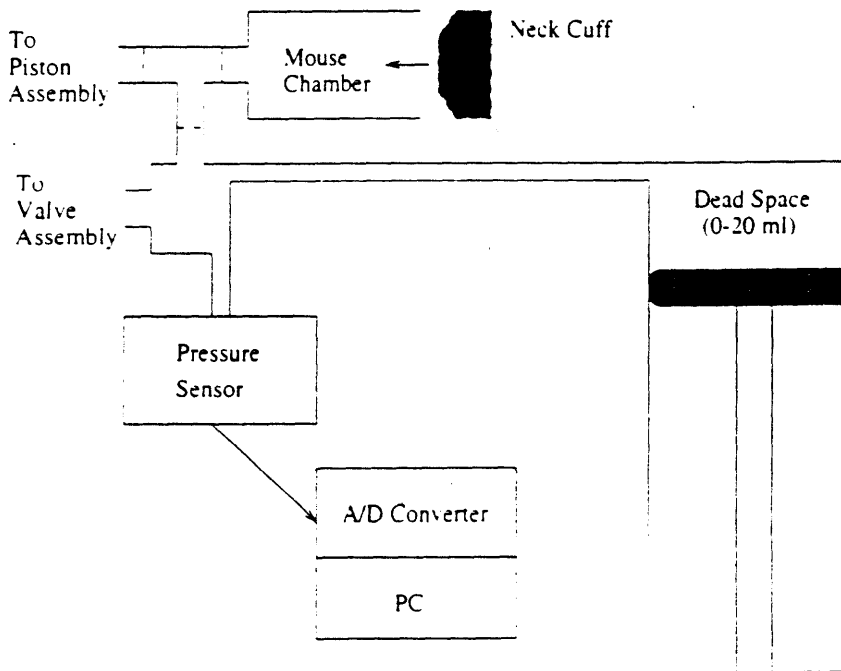 To
Piston
Assembly
Mouse
Chamber
Neck Cuff
To
Valve
Assembly
Dead Space
(0-20 ml)
Pressure
Sensor
A/D Converter
PC